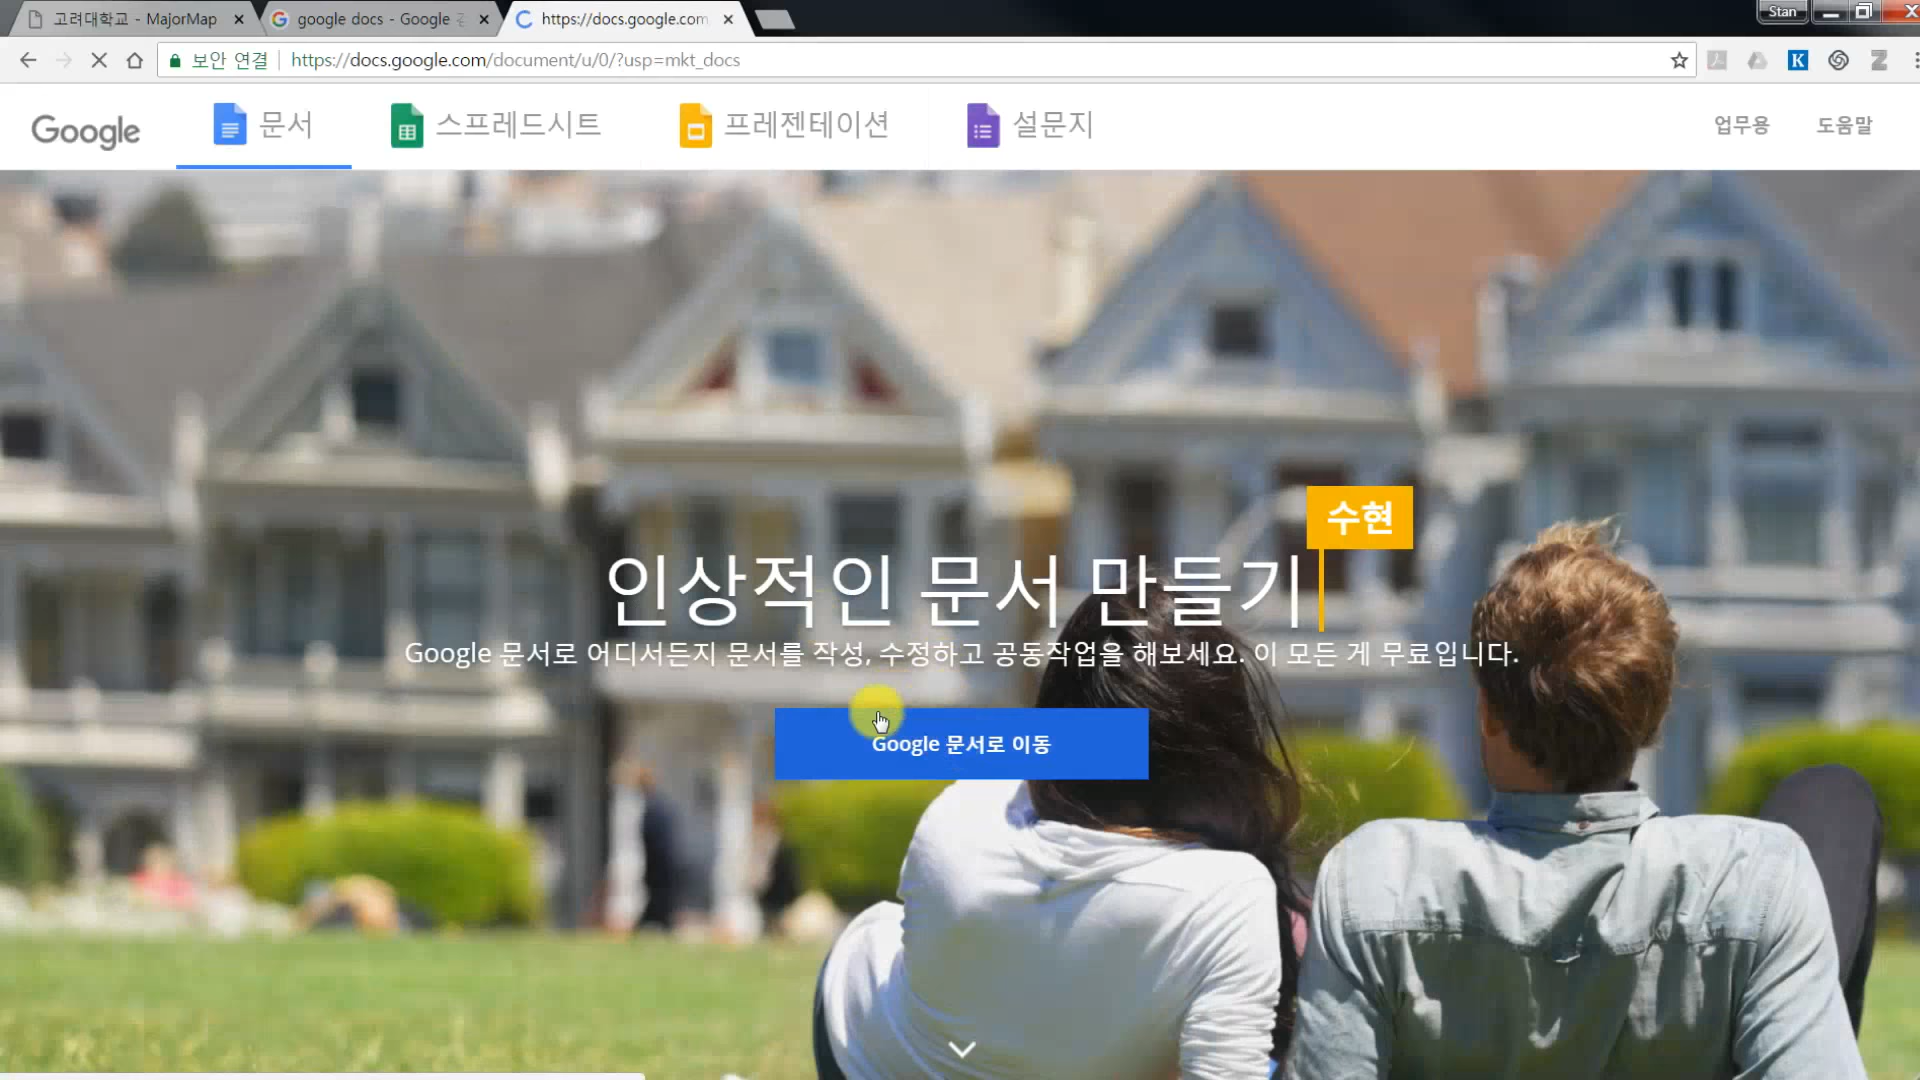 고려대학교 - MajorMap
google docs - Google
https://docs.google.com
Stan
보안 연결
https://docs.google.com/document/u/0/?usp=mkt_docs
K
Z
Google
문서
스프레드시트
프레젠테이션
설문지
업무용
도움말
수현
인상적인 문서 만들기
Google 문서로 어디서든지 문서를 작성, 수정하고 공동작업을 해보세요. 이 모든 게 무료입니다.
Google 문서로 이동